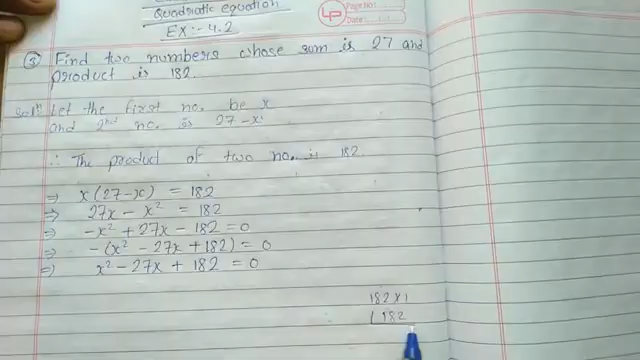 Quadratic equation
EX:- 4.2
Page No:
Date:
③ Find two numbers whose sum is 27 and
product is 182.
Solⁿ Let the first no. be x
and 2nd no. is 27-x
∴ The product of two no. is 182.
⇒ x(27-x) = 182
⇒ 27x - x² = 182
⇒ -x² + 27x - 182 = 0
⇒ -(x² - 27x + 182) = 0
⇒ x² - 27x + 182 = 0
182 x 1
182